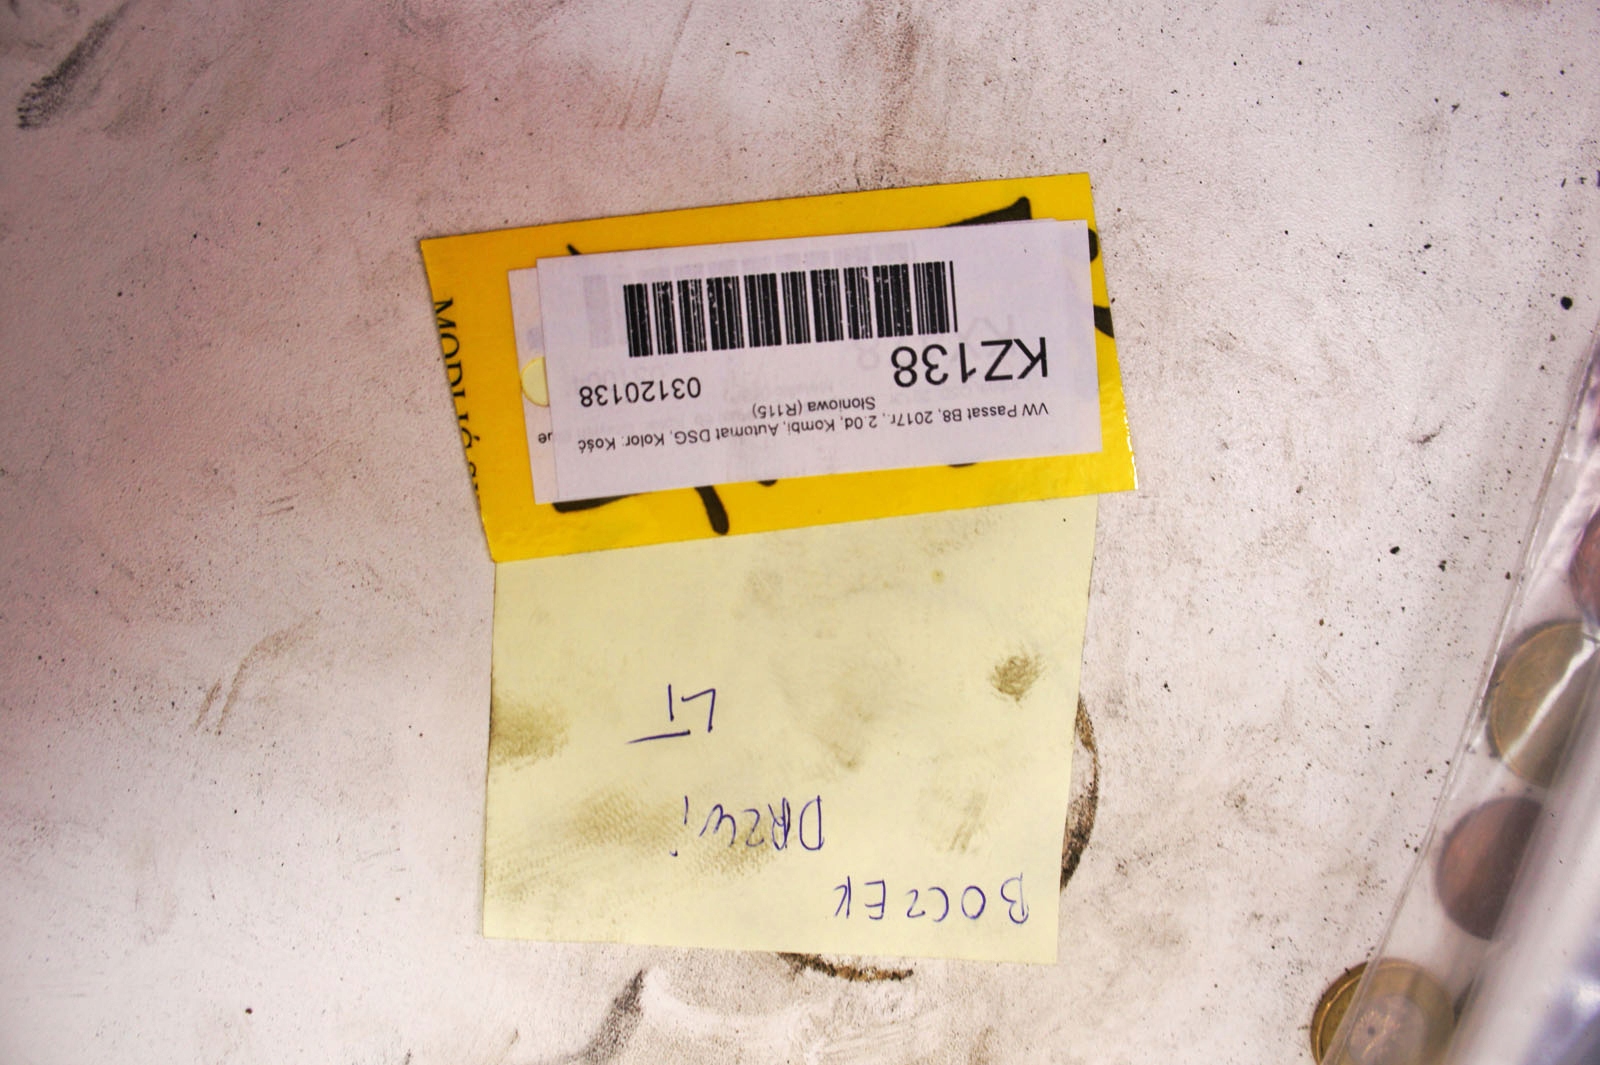 KZ138
03120138
VW Passat B8, 2017r., 2.0d, Kombi, Automat DSG, Kolor: Kość
Słoniowa (R115)
BOCZEK
DRZWi
LT